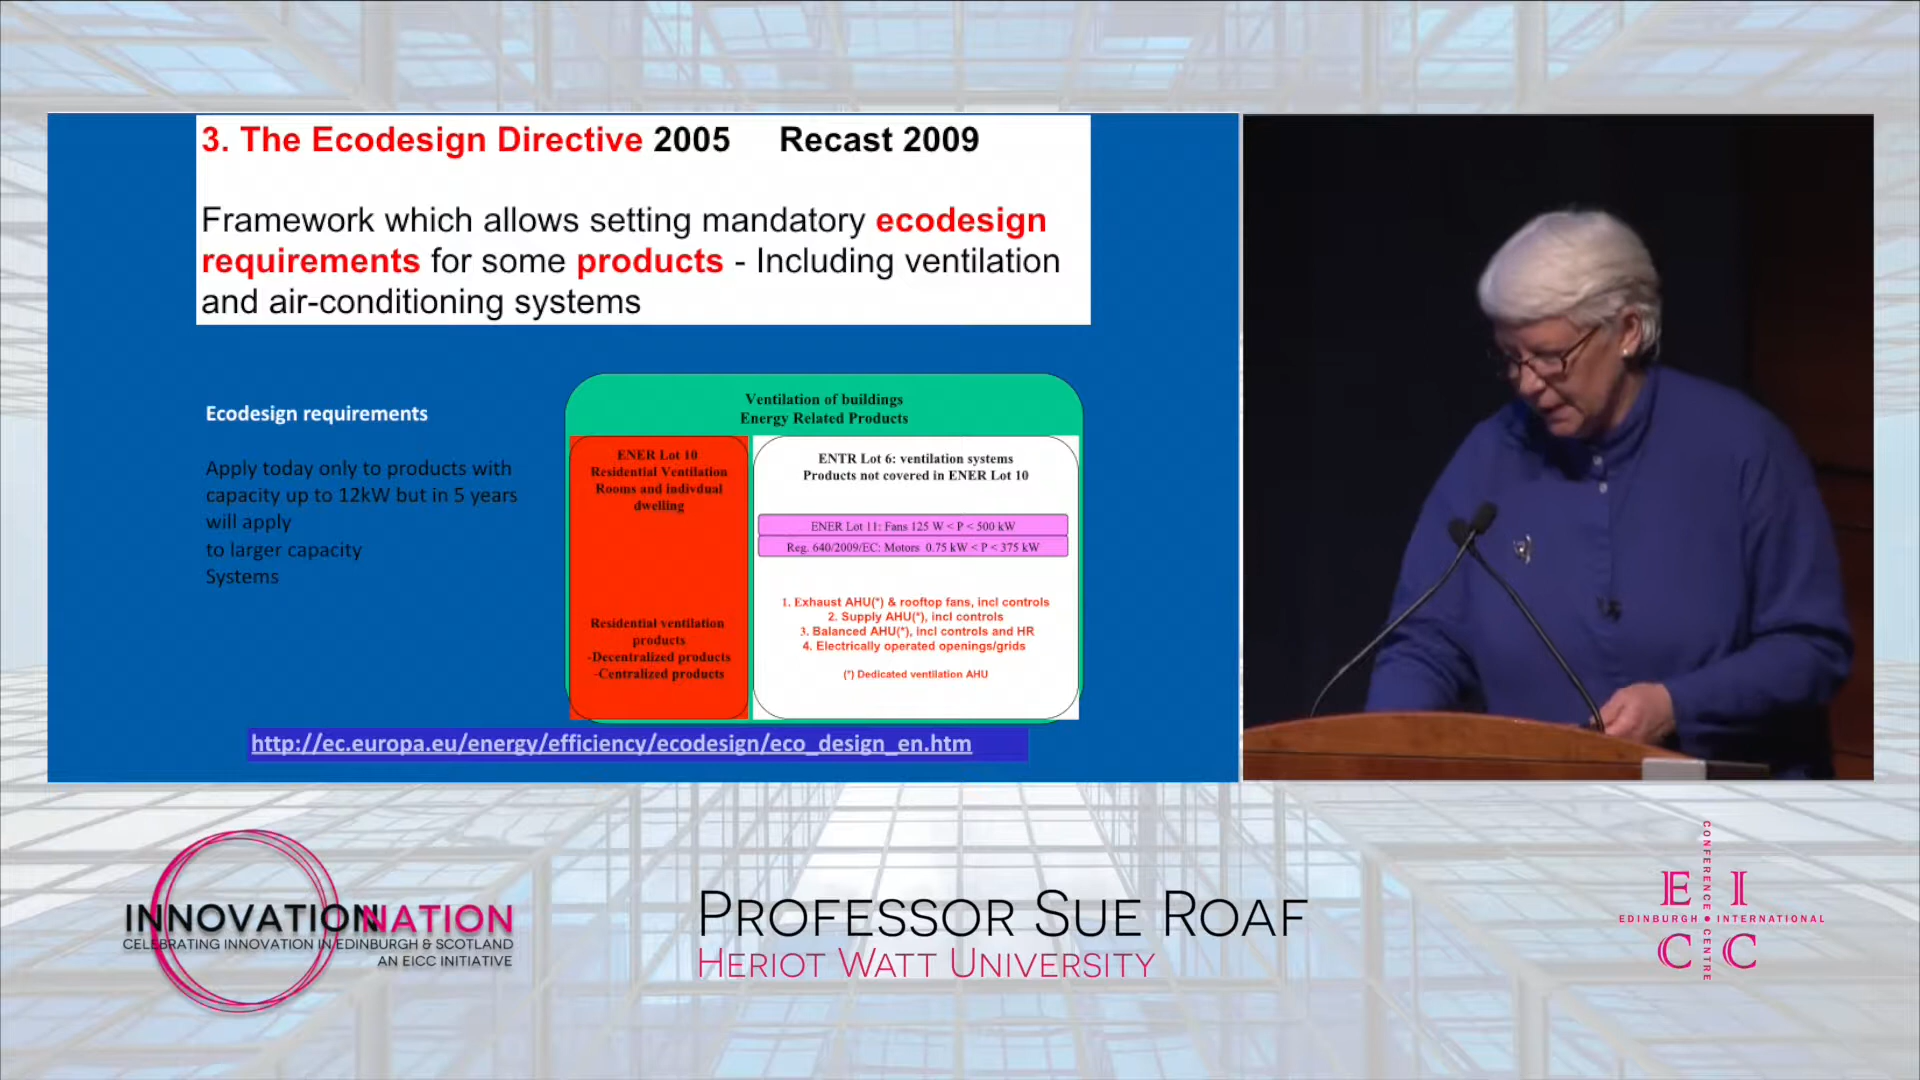 3. The Ecodesign Directive 2005 Recast 2009
Framework which allows setting mandatory ecodesign
requirements for some products - Including ventilation
and air-conditioning systems
Ecodesign requirements
Apply today only to products with
capacity up to 12kW but in 5 years
will apply
to larger capacity
Systems
Ventilation of buildings
Energy Related Products
ENER Lot 10
Residential Ventilation
Rooms and indivdual
dwelling
Residential ventilation
products
-Decentralized products
-Centralized products
ENTR Lot 6: ventilation systems
Products not covered in ENER Lot 10
ENER Lot 11: Fans 125 W < P < 500 kW
Reg. 640/2009/EC: Motors 0.75 kW < P < 375 kW
1. Exhaust AHU(*) & rooftop fans, incl controls
2. Supply AHU(*), incl controls
3. Balanced AHU(*), incl controls and HR
4. Electrically operated openings/grids
(*) Dedicated ventilation AHU
http://ec.europa.eu/energy/efficiency/ecodesign/eco_design_en.htm
INNOVATIONNATION
CELEBRATING INNOVATION IN EDINBURGH & SCOTLAND
AN EICC INITIATIVE
PROFESSOR SUE ROAF
HERIOT WATT UNIVERSITY
EICC
EDINBURGH INTERNATIONAL
CONFERENCE CENTRE